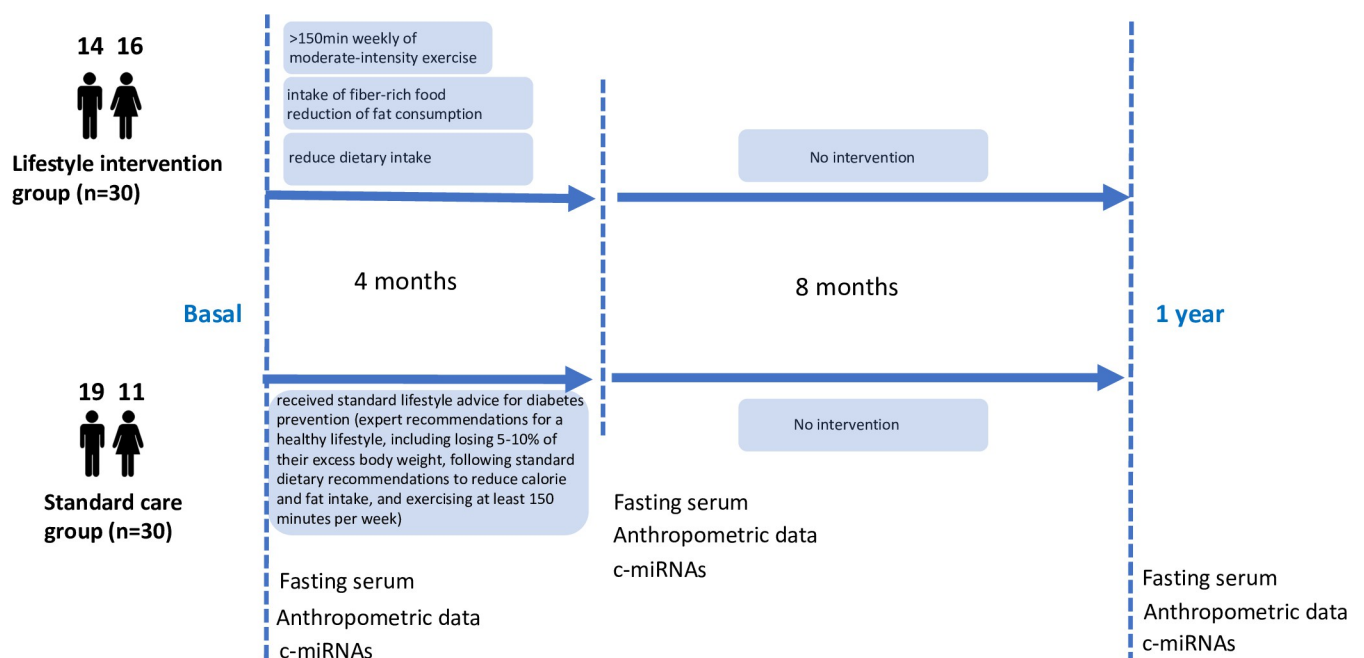 14 16
Lifestyle intervention
group (n=30)
>150min weekly of
moderate-intensity exercise
intake of fiber-rich food
reduction of fat consumption
reduce dietary intake
No intervention
4 months
8 months
Basal
1 year
19 11
Standard care
group (n=30)
received standard lifestyle advice for diabetes
prevention (expert recommendations for a
healthy lifestyle, including losing 5-10% of
their excess body weight, following standard
dietary recommendations to reduce calorie
and fat intake, and exercising at least 150
minutes per week)
No intervention
Fasting serum
Anthropometric data
c-miRNAs
Fasting serum
Anthropometric data
c-miRNAs
Fasting serum
Anthropometric data
c-miRNAs